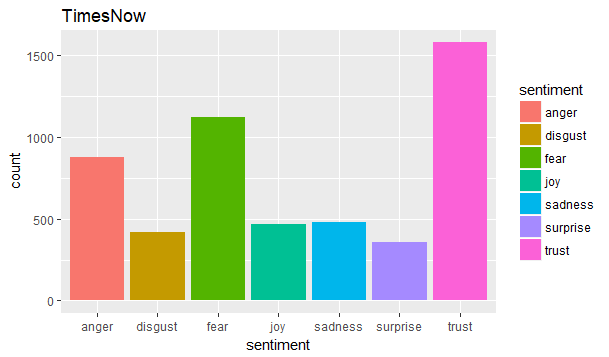 TimesNow
1500
1000
500
0
count
anger disgust fear joy sadness surprise trust
sentiment
sentiment
anger
disgust
fear
joy
sadness
surprise
trust